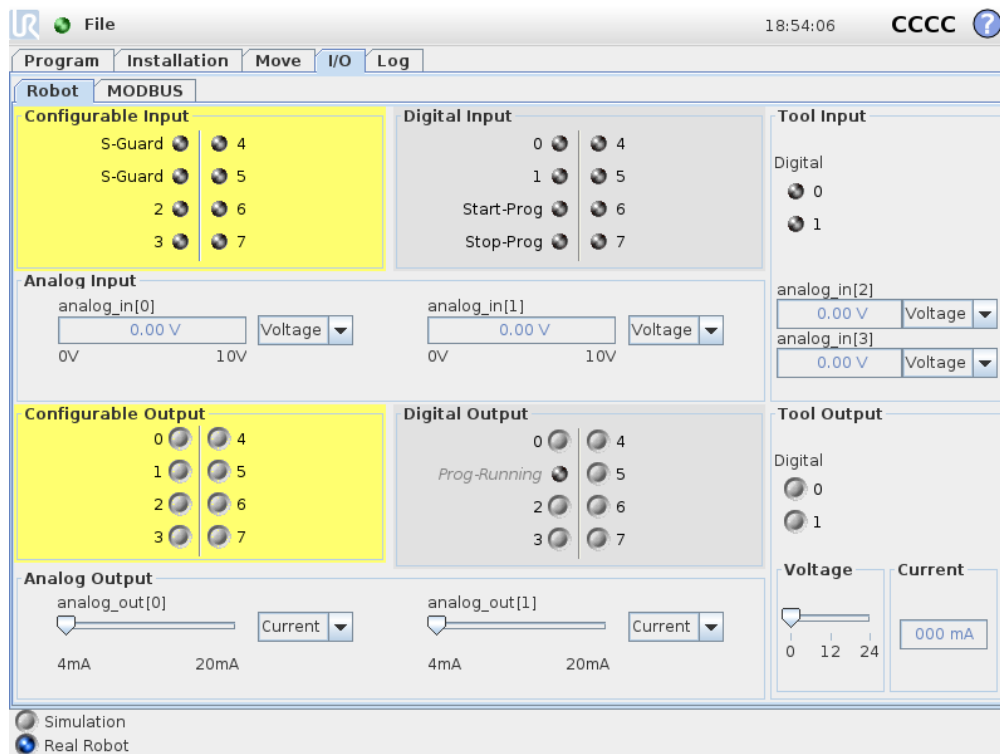 UR File 18:54:06 CCCC ?
Program Installation Move I/O Log
Robot MODBUS
Configurable Input
S-Guard 4
S-Guard 5
2 6
3 7
Digital Input
0 4
1 5
Start-Prog 6
Stop-Prog 7
Tool Input
Digital
0
1
analog_in[2]
0.00 V Voltage
analog_in[3]
0.00 V Voltage
Analog Input
analog_in[0]
0.00 V Voltage
0V 10V
analog_in[1]
0.00 V Voltage
0V 10V
Configurable Output
0 4
1 5
2 6
3 7
Digital Output
0 4
Prog-Running 5
2 6
3 7
Tool Output
Digital
0
1
Voltage
0 12 24
Current
000 mA
Analog Output
analog_out[0]
Current
4mA 20mA
analog_out[1]
Current
4mA 20mA
Simulation
Real Robot